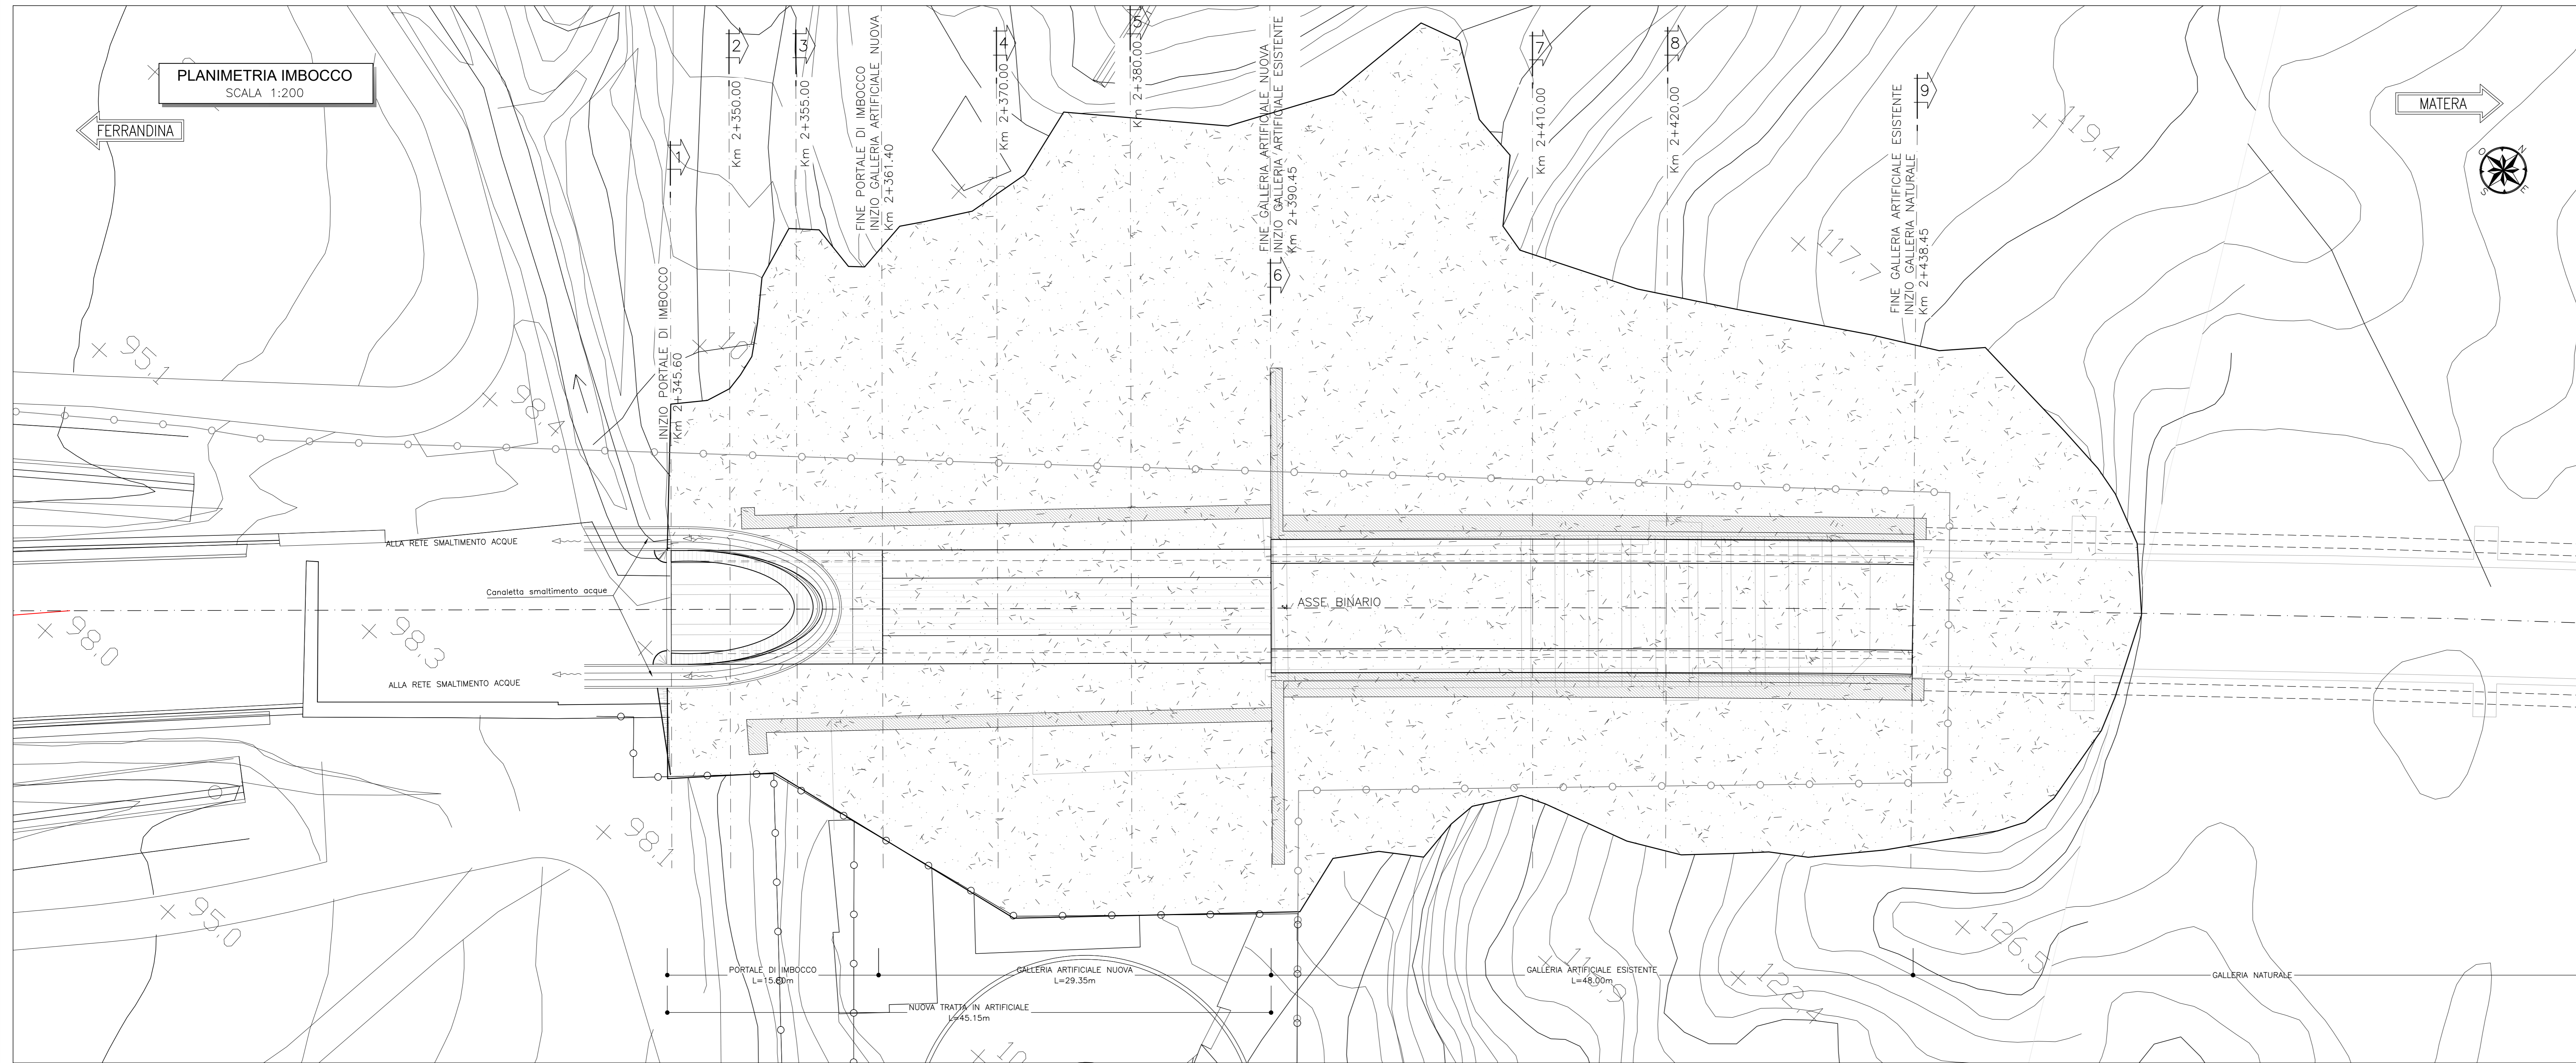 PLANIMETRIA IMBOCCO
SCALA 1:200
FERRANDINA
MATERA
N
O
E
S
1
2
3
4
5
6
7
8
9
INIZIO PORTALE DI IMBOCCO
Km 2+345.60
Km 2+350.00
Km 2+355.00
FINE PORTALE DI IMBOCCO
INIZIO GALLERIA ARTIFICIALE NUOVA
Km 2+361.40
Km 2+370.00
Km 2+380.00
FINE GALLERIA ARTIFICIALE NUOVA
INIZIO GALLERIA ARTIFICIALE ESISTENTE
Km 2+390.45
Km 2+410.00
Km 2+420.00
FINE GALLERIA ARTIFICIALE ESISTENTE
INIZIO GALLERIA NATURALE
Km 2+438.45
119.4
117.7
95.1
98.4
ALLA RETE SMALTIMENTO ACQUE
Canaletta smaltimento acque
ASSE BINARIO
98.0
98.3
ALLA RETE SMALTIMENTO ACQUE
98.1
95.0
126.5
122.4
PORTALE DI IMBOCCO
L=15.80m
GALLERIA ARTIFICIALE NUOVA
L=29.35m
GALLERIA ARTIFICIALE ESISTENTE
L=48.00m
GALLERIA NATURALE
NUOVA TRATTA IN ARTIFICIALE
L=45.15m